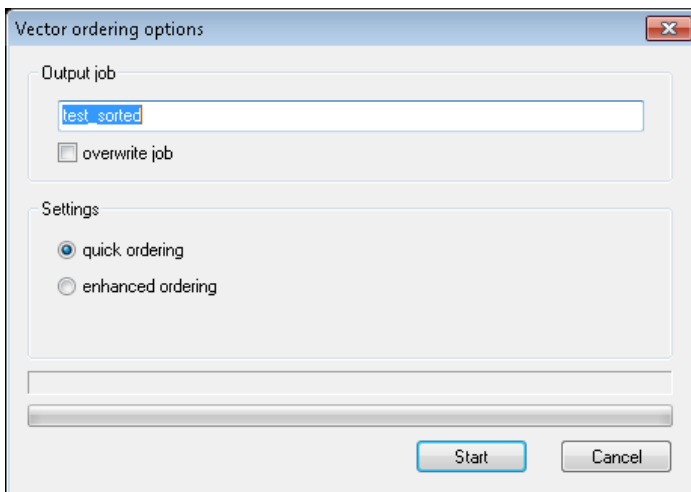 Vector ordering options
Output job
test_sorted
overwrite job
Settings
quick ordering
enhanced ordering
Start Cancel